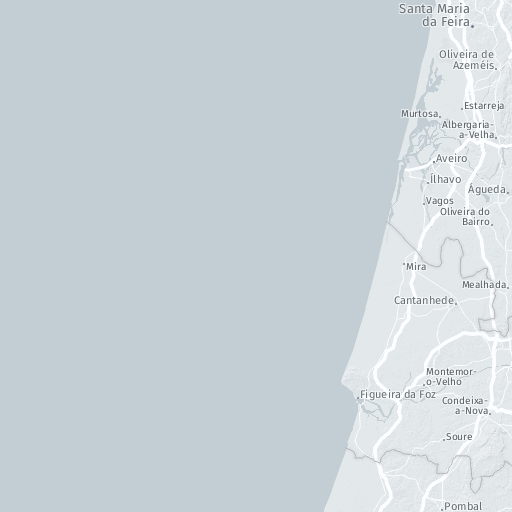 Santa Maria
da Feira
Oliveira de
Azeméis
Estarreja
Murtosa
Albergaria-
a-Velha
Aveiro
Ílhavo
Águeda
Vagos
Oliveira do
Bairro
Mira
Mealhada
Cantanhede
Montemor-
o-Velho
Figueira da Foz
Condeixa-
a-Nova
Soure
Pombal